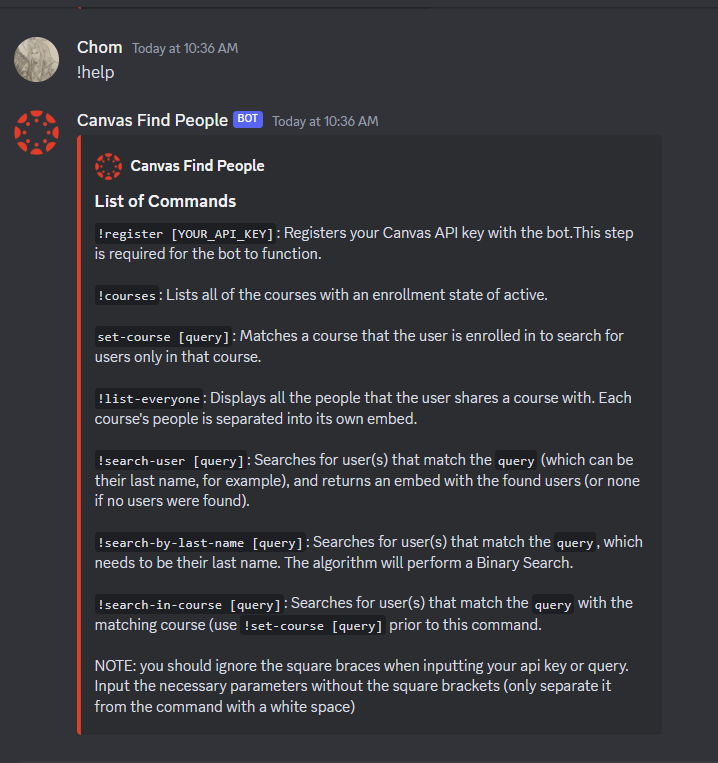 Chom Today at 10:36 AM
!help
Canvas Find People BOT Today at 10:36 AM
Canvas Find People
List of Commands
!register [YOUR_API_KEY]: Registers your Canvas API key with the bot.This step
is required for the bot to function.
!courses: Lists all of the courses with an enrollment state of active.
set-course [query]: Matches a course that the user is enrolled in to search for
users only in that course.
!list-everyone: Displays all the people that the user shares a course with. Each
course's people is separated into its own embed.
!search-user [query]: Searches for user(s) that match the query (which can be
their last name, for example), and returns an embed with the found users (or none
if no users were found).
!search-by-last-name [query]: Searches for user(s) that match the query, which
needs to be their last name. The algorithm will perform a Binary Search.
!search-in-course [query]: Searches for user(s) that match the query with the
matching course (use !set-course [query] prior to this command.
NOTE: you should ignore the square braces when inputting your api key or query.
Input the necessary parameters without the square brackets (only separate it
from the command with a white space)